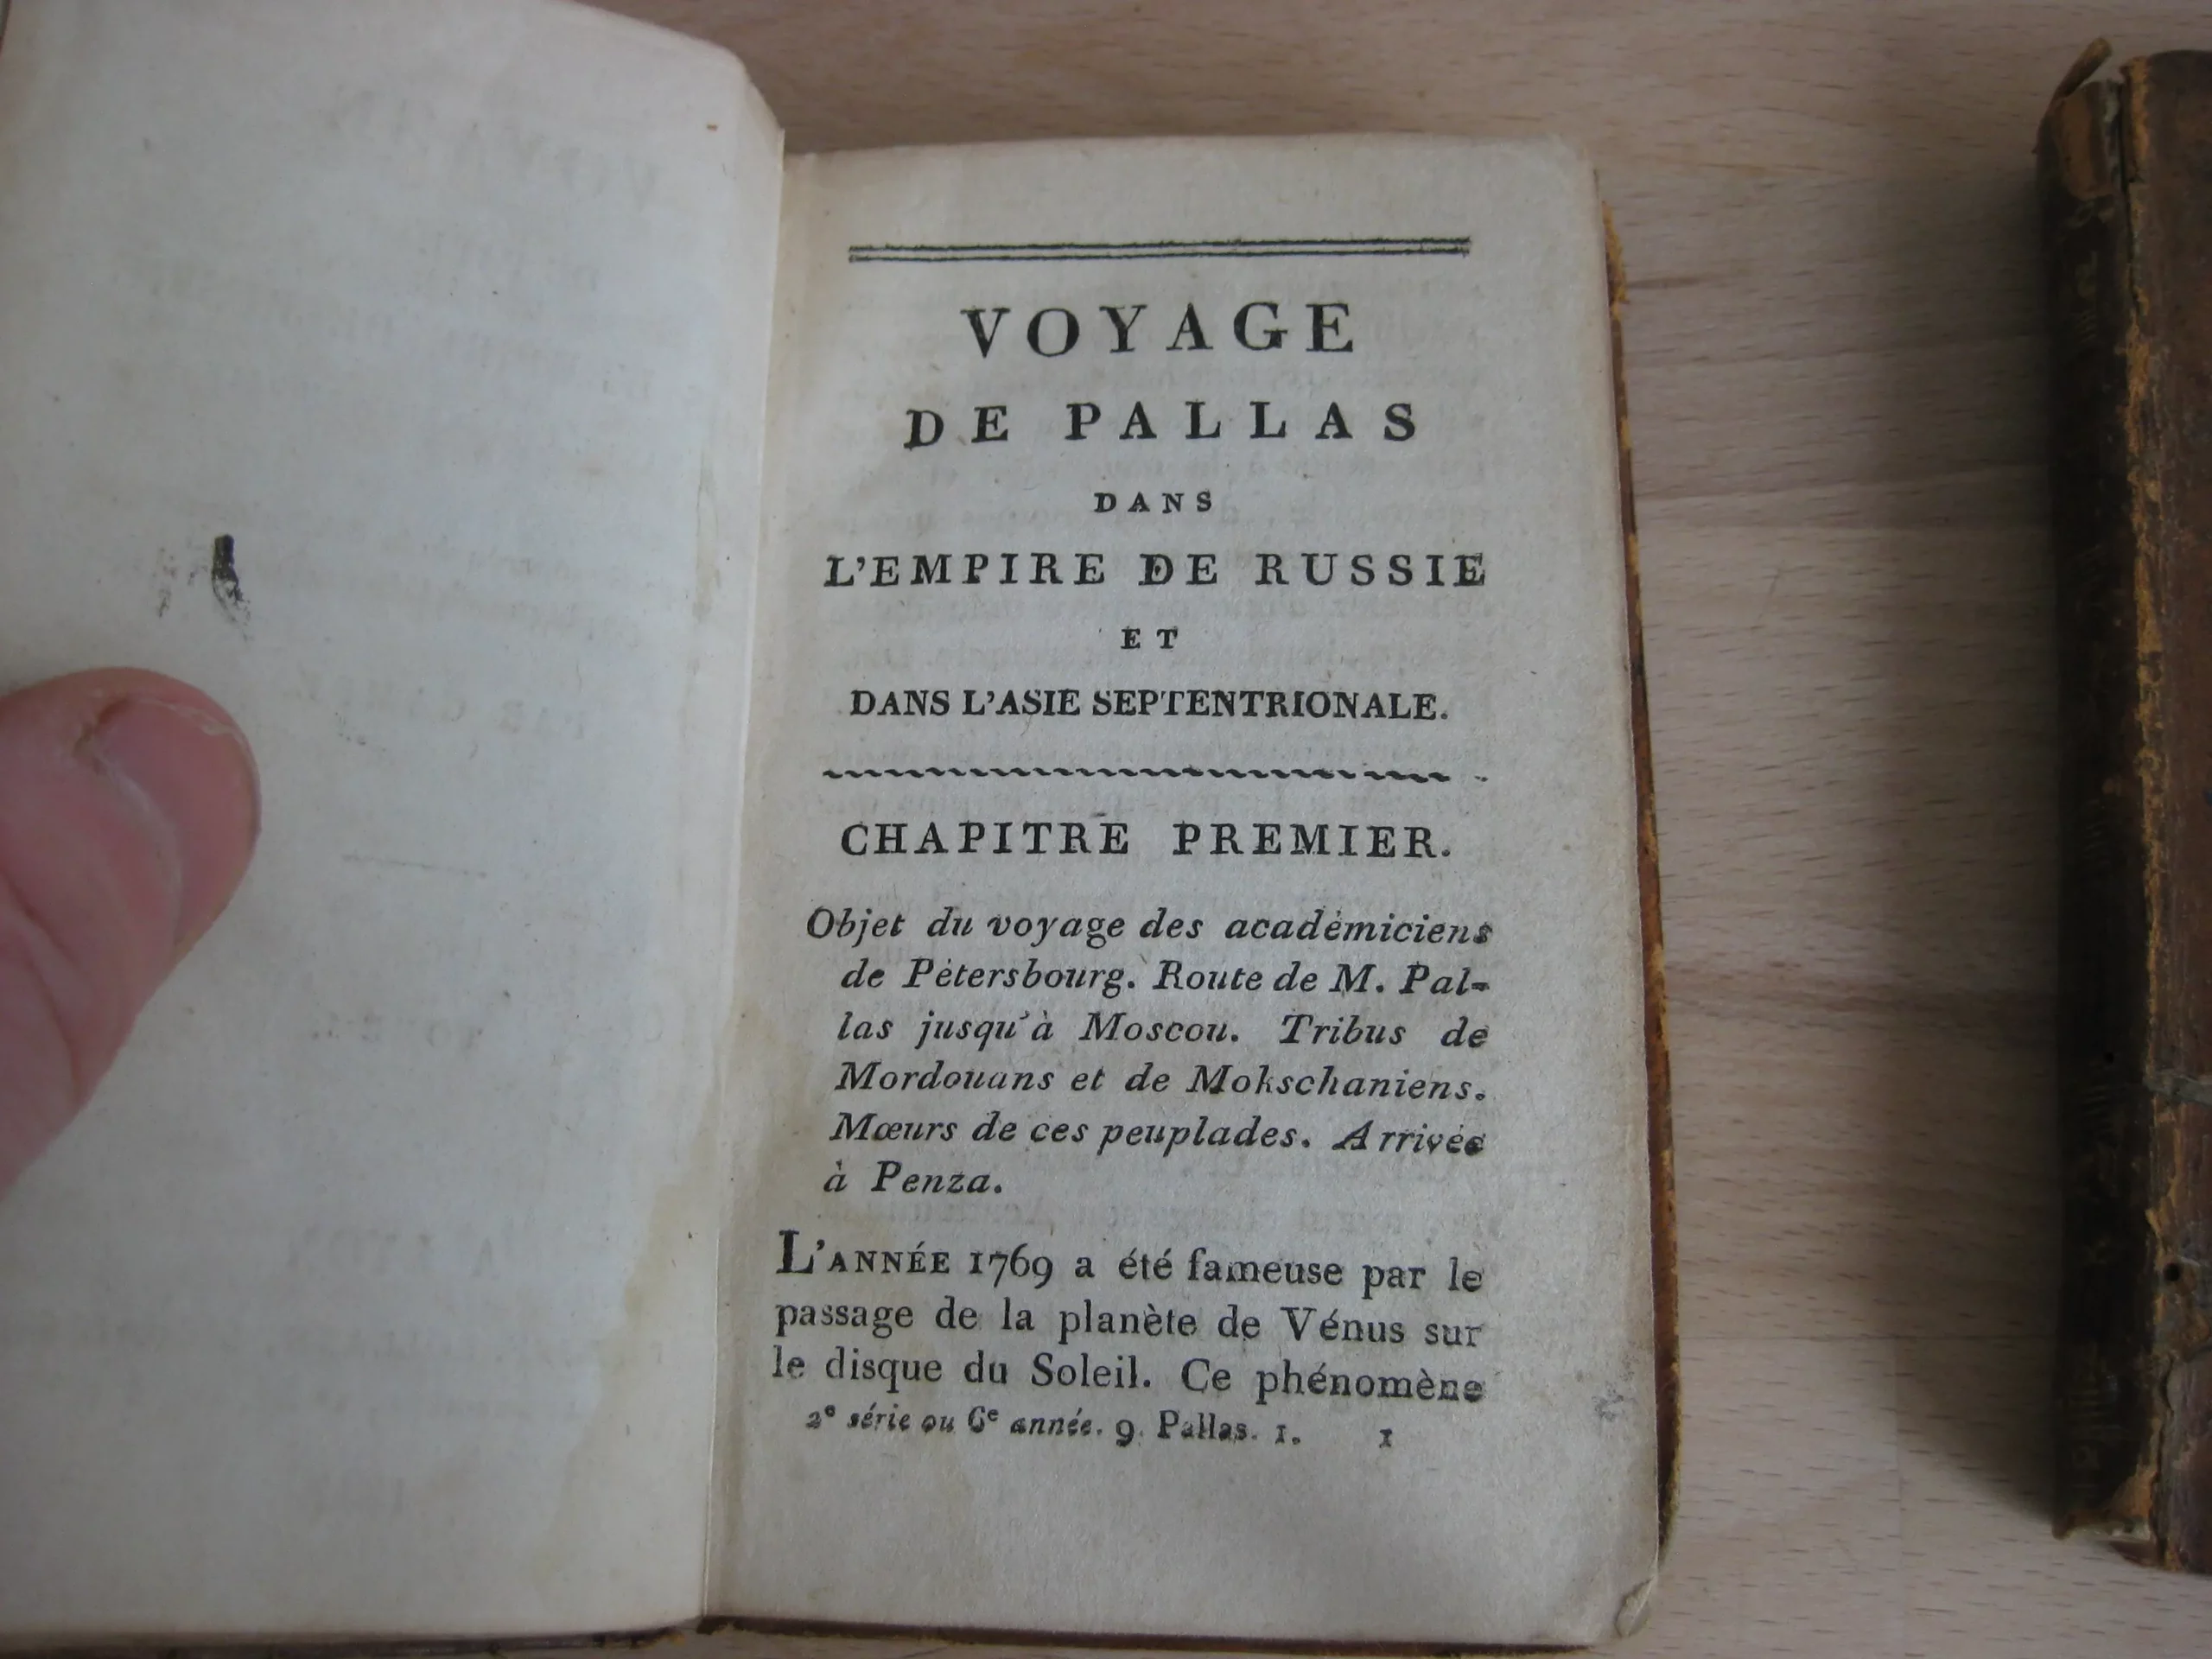 VOYAGE
DE PALLAS
DANS
L'EMPIRE DE RUSSIE
ET
DANS L'ASIE SEPTENTRIONALE.
CHAPITRE PREMIER.
Objet du voyage des académiciens
de Pétersbourg. Route de M. Pal-
las jusqu'à Moscou. Tribus de
Mordouans et de Mokschaniens.
Mœurs de ces peuplades. Arrivée
à Penza.
L'ANNÉE 1769 a été fameuse par le
passage de la planète de Vénus sur
le disque du Soleil. Ce phénomène
2e série ou 6e année. 9. Pallas. 1. 1